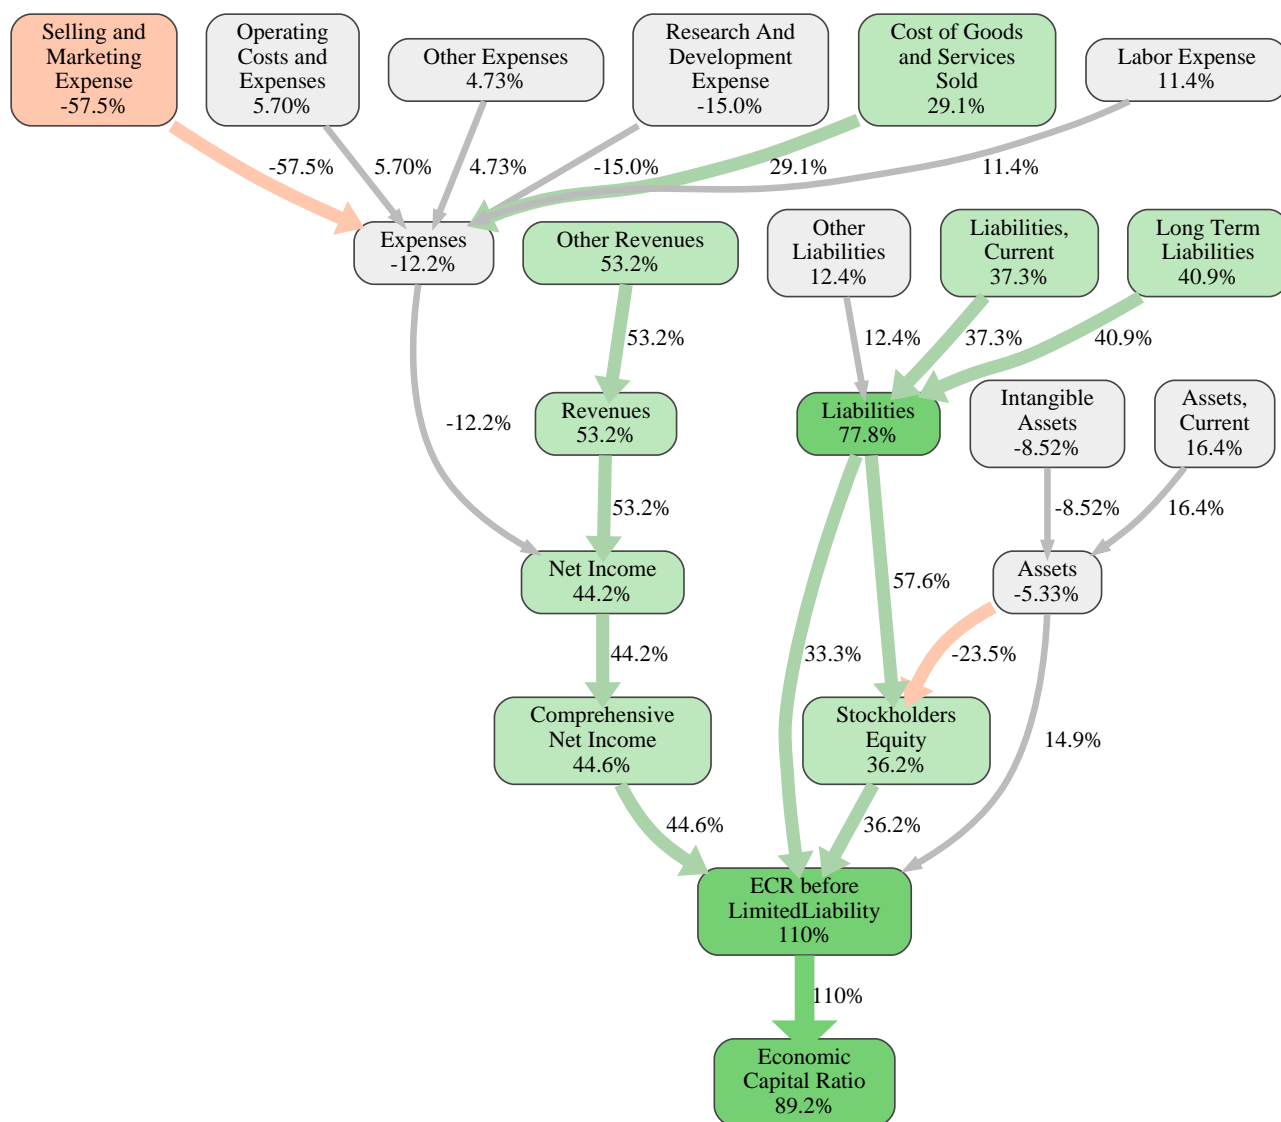 Selling and
Marketing
Expense
-57.5%
Operating
Costs and
Expenses
5.70%
Other Expenses
4.73%
Research And
Development
Expense
-15.0%
Cost of Goods
and Services
Sold
29.1%
Labor Expense
11.4%
-57.5%
5.70%
4.73%
-15.0%
29.1%
11.4%
Expenses
-12.2%
Other Revenues
53.2%
Other
Liabilities
12.4%
Liabilities,
Current
37.3%
Long Term
Liabilities
40.9%
53.2%
12.4%
37.3%
40.9%
-12.2%
Revenues
53.2%
Liabilities
77.8%
Intangible
Assets
-8.52%
Assets,
Current
16.4%
53.2%
-8.52%
16.4%
Net Income
44.2%
57.6%
Assets
-5.33%
44.2%
33.3%
-23.5%
Comprehensive
Net Income
44.6%
Stockholders
Equity
36.2%
14.9%
44.6%
36.2%
ECR before
LimitedLiability
110%
110%
Economic
Capital Ratio
89.2%